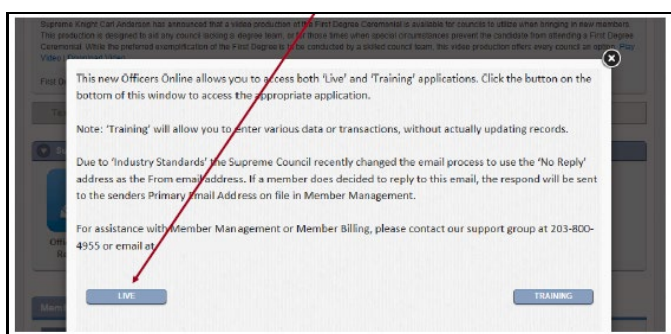 Supreme Knight Carl Anderson has announced that a video production of the First Degree Ceremonial is available for councils to utilize when bringing in new members.
This production is designed to aid any council lacking a degree team, or for those times when special circumstances prevent the candidate from attending a First Degree
Ceremonial. While the preferred exemplification of the First Degree is to be conducted by a skilled council team, the video production offers every council an option. Play
Video | Download Video
First
This new Officers Online allows you to access both ‘Live’ and ‘Training’ applications. Click the button on the
bottom of this window to access the appropriate application.
Note: ‘Training’ will allow you to enter various data or transactions, without actually updating records.
Due to ‘Industry Standards’ the Supreme Council recently changed the email process to use the ‘No Reply’
address as the From email address. If a member does decided to reply to this email, the respond will be sent
to the senders Primary Email Address on file in Member Management.
For assistance with Member Management or Member Billing, please contact our support group at 203-800-
4955 or email at
LIVE
TRAINING